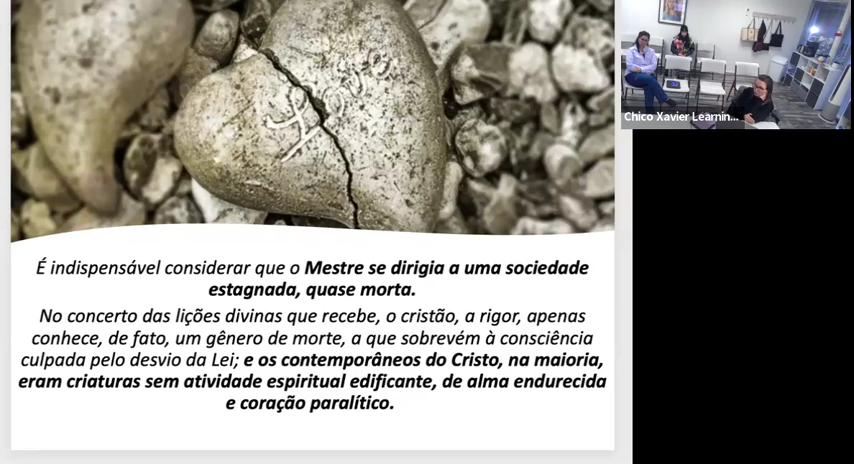 Love
Chico Xavier Learnin...
É indispensável considerar que o Mestre se dirigia a uma sociedade
estagnada, quase morta.
No concerto das lições divinas que recebe, o cristão, a rigor, apenas
conhece, de fato, um gênero de morte, a que sobrevém à consciência
culpada pelo desvio da Lei; e os contemporâneos do Cristo, na maioria,
eram criaturas sem atividade espiritual edificante, de alma endurecida
e coração paralítico.